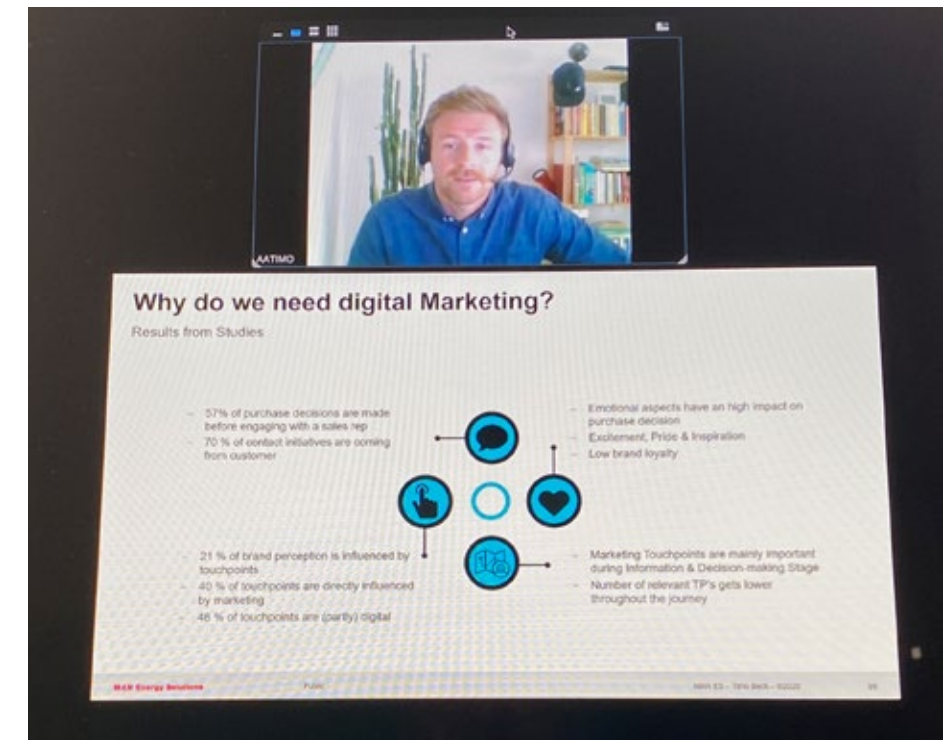 AATIMO
Why do we need digital Marketing?
Results from Studies
– 57% of purchase decisions are made
before engaging with a sales rep
– 70 % of contact initiatives are coming
from customer
– Emotional aspects have an high impact on
purchase decision
– Excitement, Pride & Inspiration
– Low brand loyalty
– 21 % of brand perception is influenced by
touchpoints
– 40 % of touchpoints are directly influenced
by marketing
– 46 % of touchpoints are (partly) digital
– Marketing Touchpoints are mainly important
during Information & Decision-making Stage
– Number of relevant TP's gets lower
throughout the journey
MAN Energy Solutions
Public